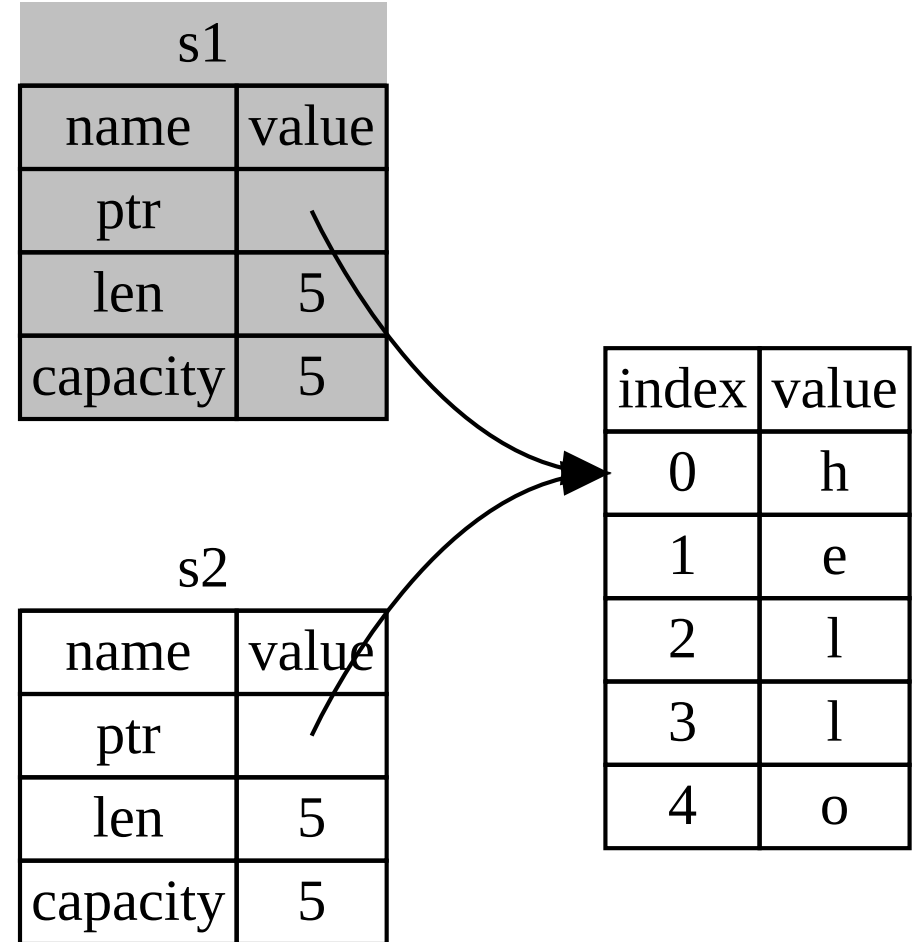 s1
name value
ptr
len 5
capacity 5
s2
name value
ptr
len 5
capacity 5
index value
0 h
1 e
2 l
3 l
4 o